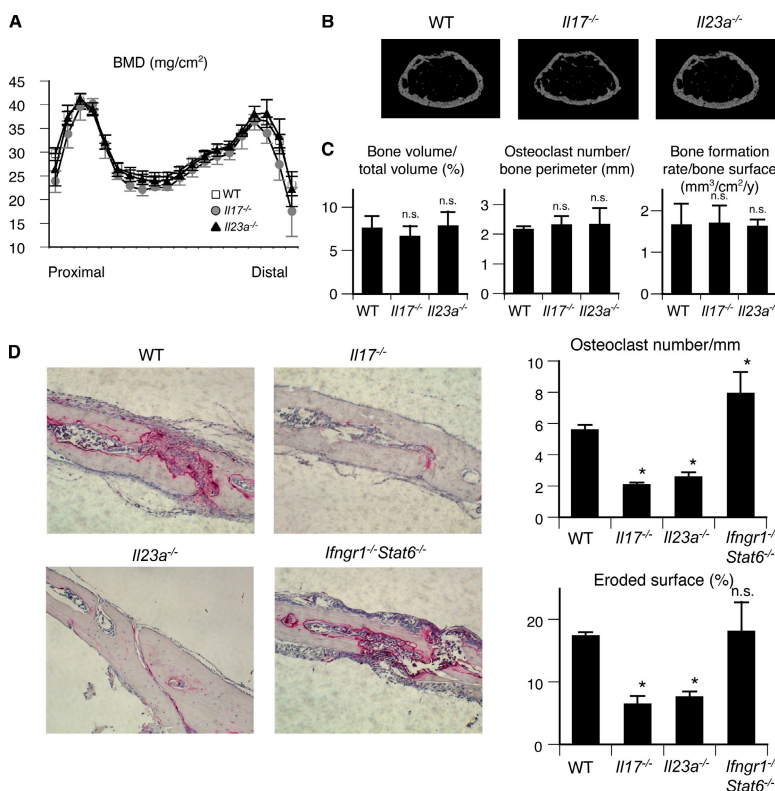 A
BMD (mg/cm²)
45
40
35
30
25
20
15
10
WT
Il17⁻/⁻
Il23a⁻/⁻
Proximal
Distal
B
WT
Il17⁻/⁻
Il23a⁻/⁻
C
Bone volume/
total volume (%)
10
5
0
n.s.
n.s.
WT
Il17⁻/⁻
Il23a⁻/⁻
Osteoclast number/
bone perimeter (mm)
3
2
1
0
n.s.
n.s.
WT
Il17⁻/⁻
Il23a⁻/⁻
Bone formation
rate/bone surface
(mm³/cm²/y)
2
1
0
n.s.
n.s.
WT
Il17⁻/⁻
Il23a⁻/
D
WT
Il17⁻/⁻
Il23a⁻/⁻
Ifngr1⁻/⁻Stat6⁻/⁻
Osteoclast number/mm
10
8
6
4
2
0
*
*
*
WT
Il17⁻/⁻
Il23a⁻/⁻
Ifngr1⁻/⁻
Stat6⁻/⁻
Eroded surface (%)
20
10
0
*
*
n.s.
WT
Il17⁻/⁻
Il23a⁻/⁻
Ifngr1⁻/⁻
Stat6⁻/⁻